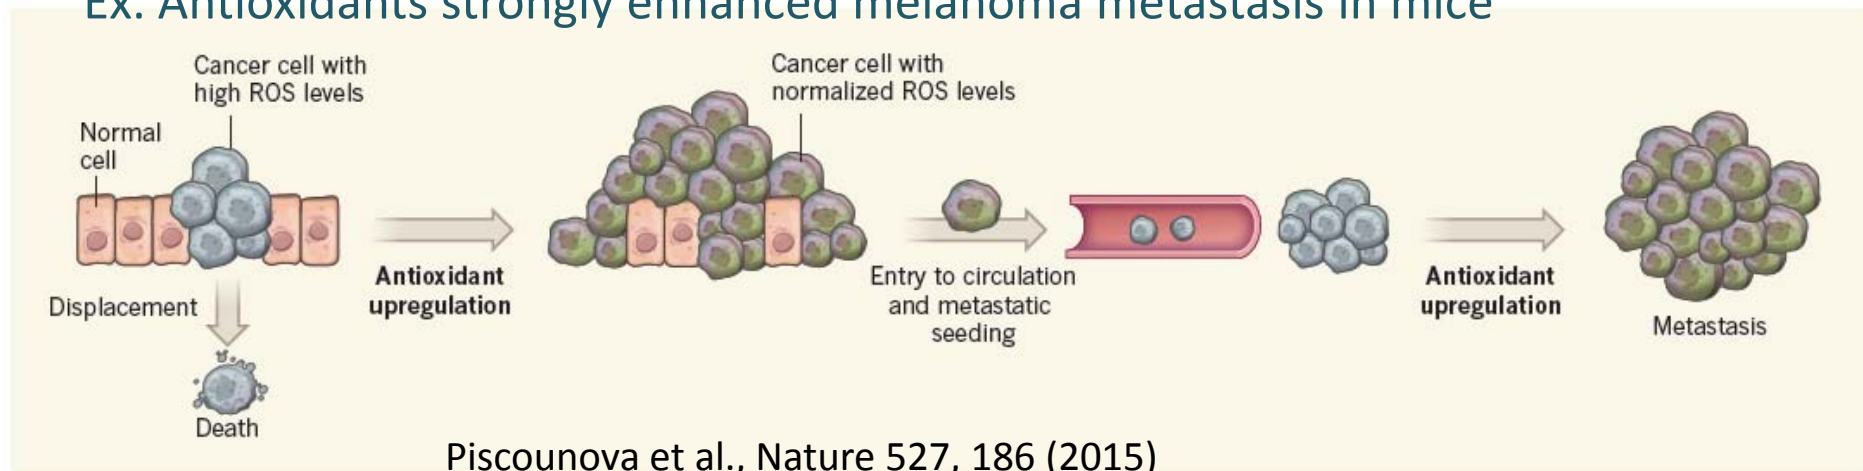 Ex. Antioxidants strongly enhanced melanoma metastasis in mice
Cancer cell with
high ROS levels
Normal
cell
Displacement
Death
Antioxidant
upregulation
Cancer cell with
normalized ROS levels
Entry to circulation
and metastatic
seeding
Antioxidant
upregulation
Metastasis
Piscounova et al., Nature 527, 186 (2015)